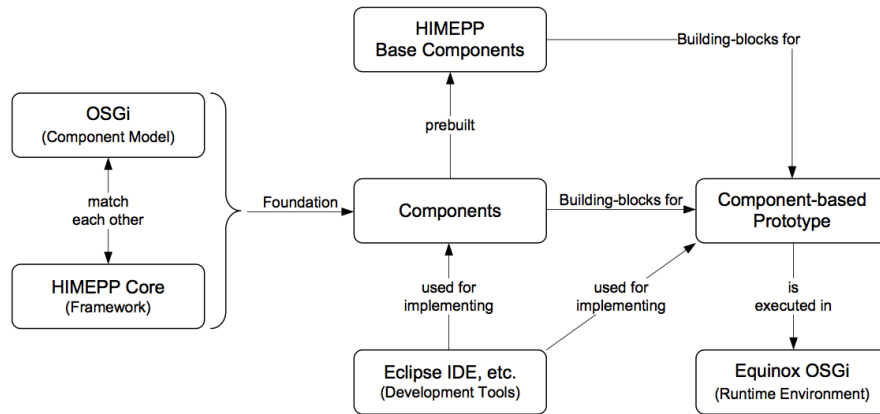 HIMEPP
Base Components
Building-blocks for
OSGi
(Component Model)
prebuilt
match
each other
Foundation
Components
Building-blocks for
Component-based
Prototype
HIMEPP Core
(Framework)
used for
implementing
used for
implementing
is
executed in
Eclipse IDE, etc.
(Development Tools)
Equinox OSGi
(Runtime Environment)